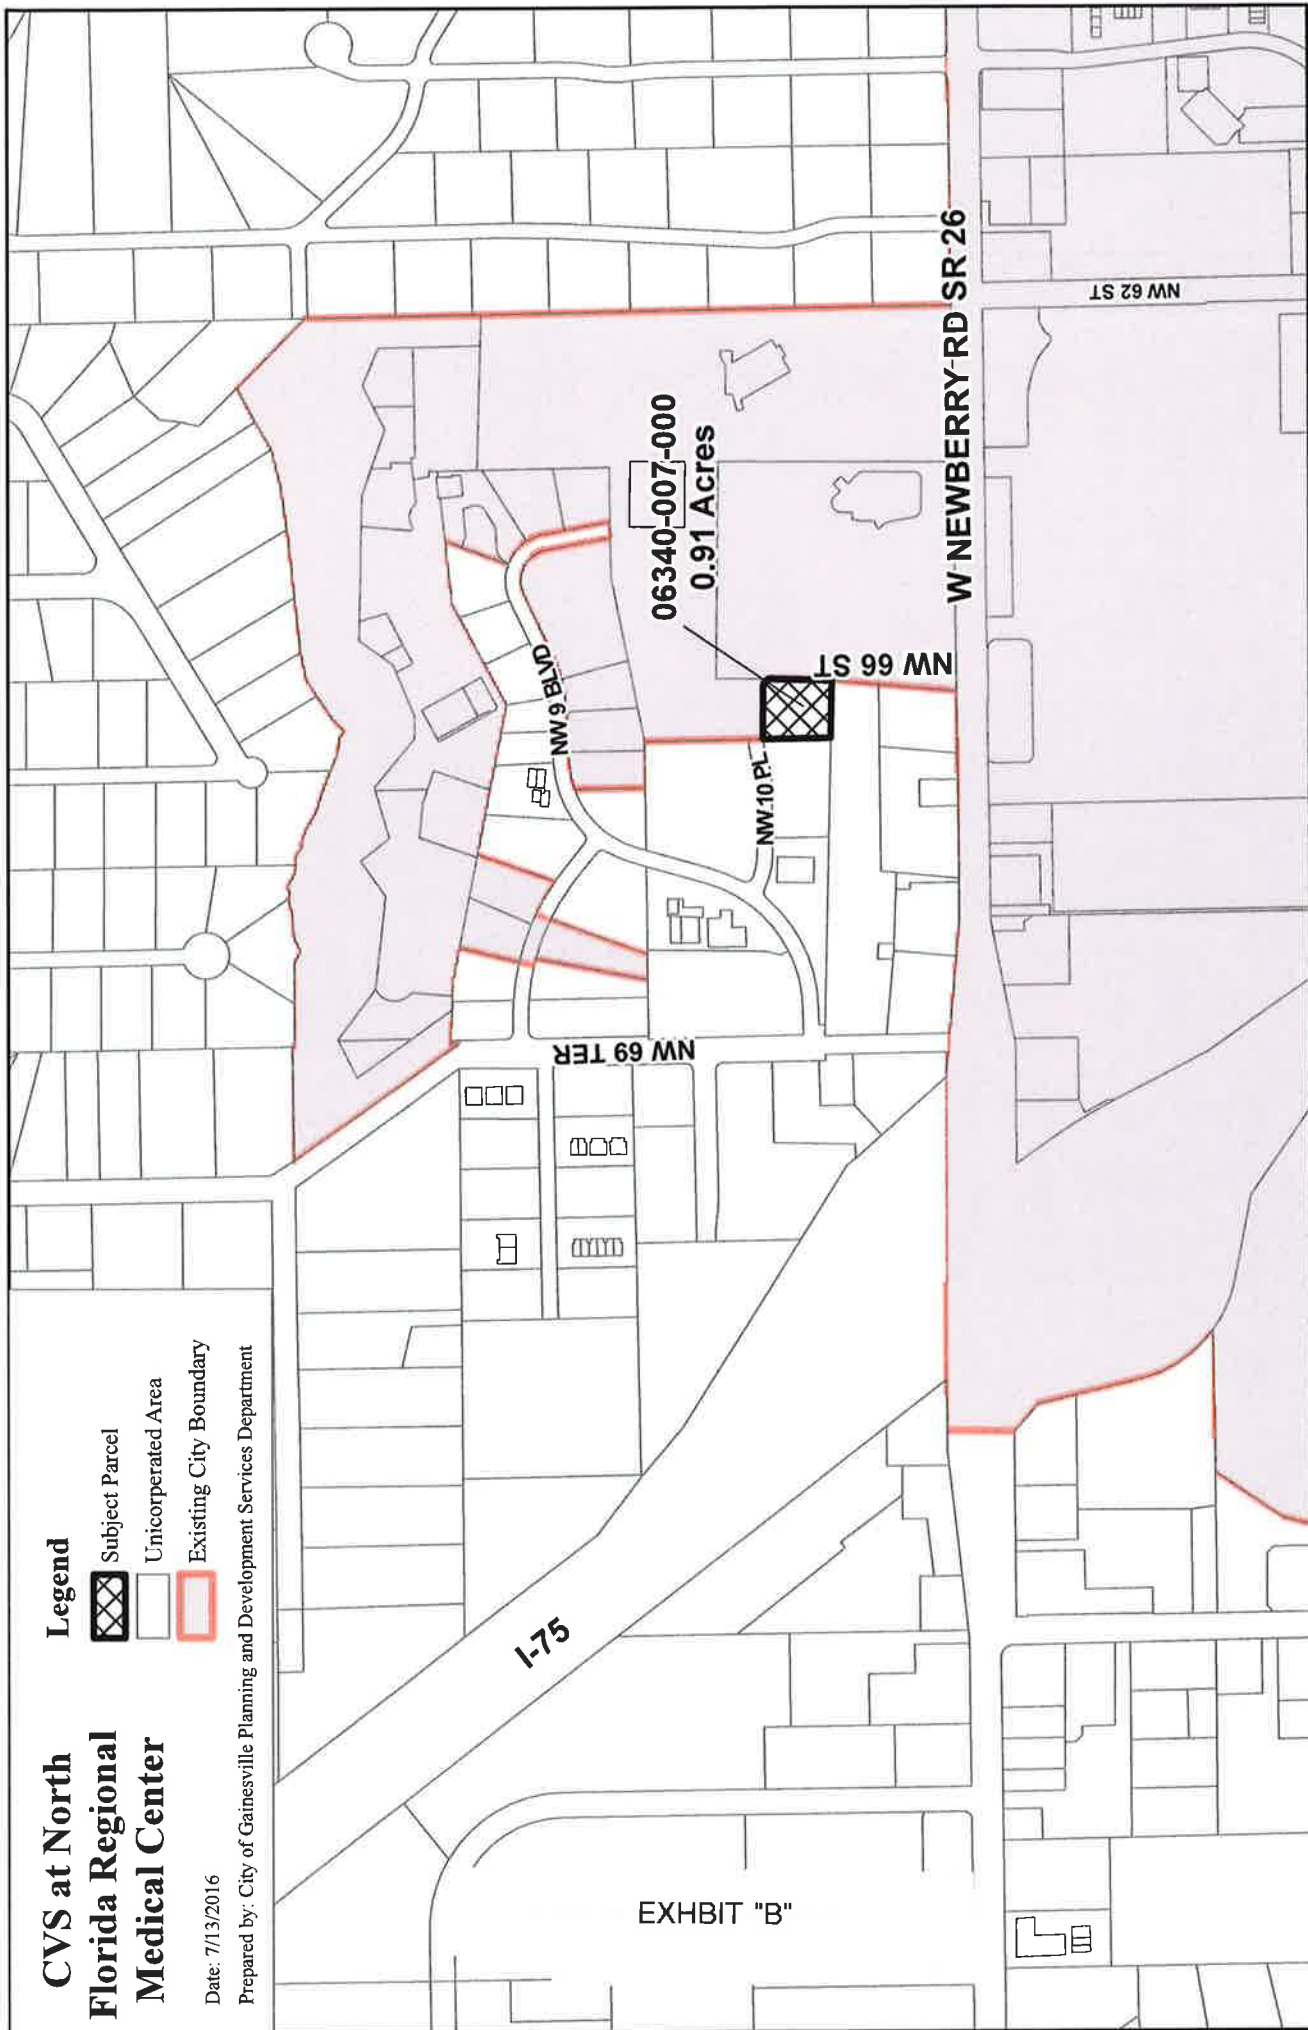 CVS at North
Florida Regional
Medical Center
Date: 7/13/2016
Prepared by: City of Gainesville Planning and Development Services Department
Legend
Subject Parcel
Unicorperated Area
Existing City Boundary
I-75
NW 69 TER
NW 9 BLVD
NW 10 PL
06340-007-000
0.91 Acres
NW 66 ST
W NEWBERRY RD SR 26
NW 62 ST
EXHBIT "B"